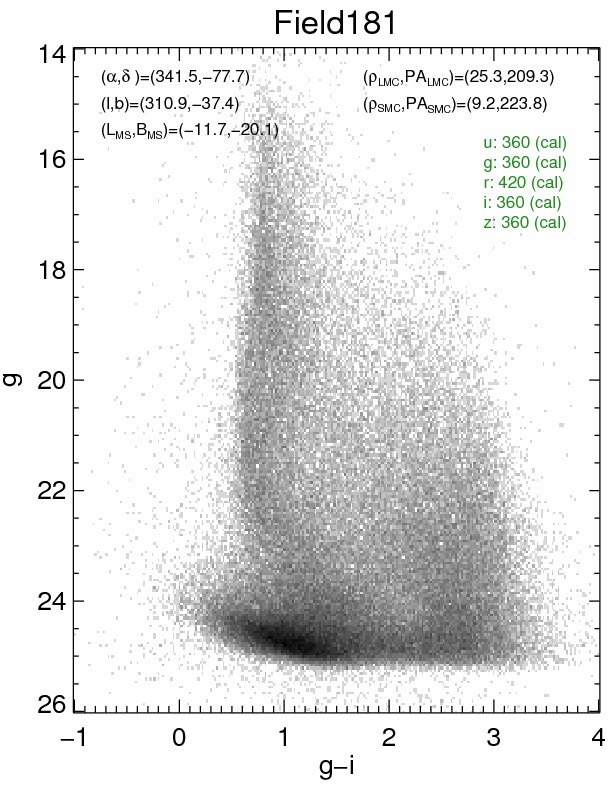 Field181
(α,δ )=(341.5,−77.7)
(ρLMC,PALMC)=(25.3,209.3)
(l,b)=(310.9,−37.4)
(ρSMC,PASMC)=(9.2,223.8)
(LMS,BMS)=(−11.7,−20.1)
u: 360 (cal)
g: 360 (cal)
r: 420 (cal)
i: 360 (cal)
z: 360 (cal)
14
16
18
20
22
24
26
g
−1 0 1 2 3 4
g−i